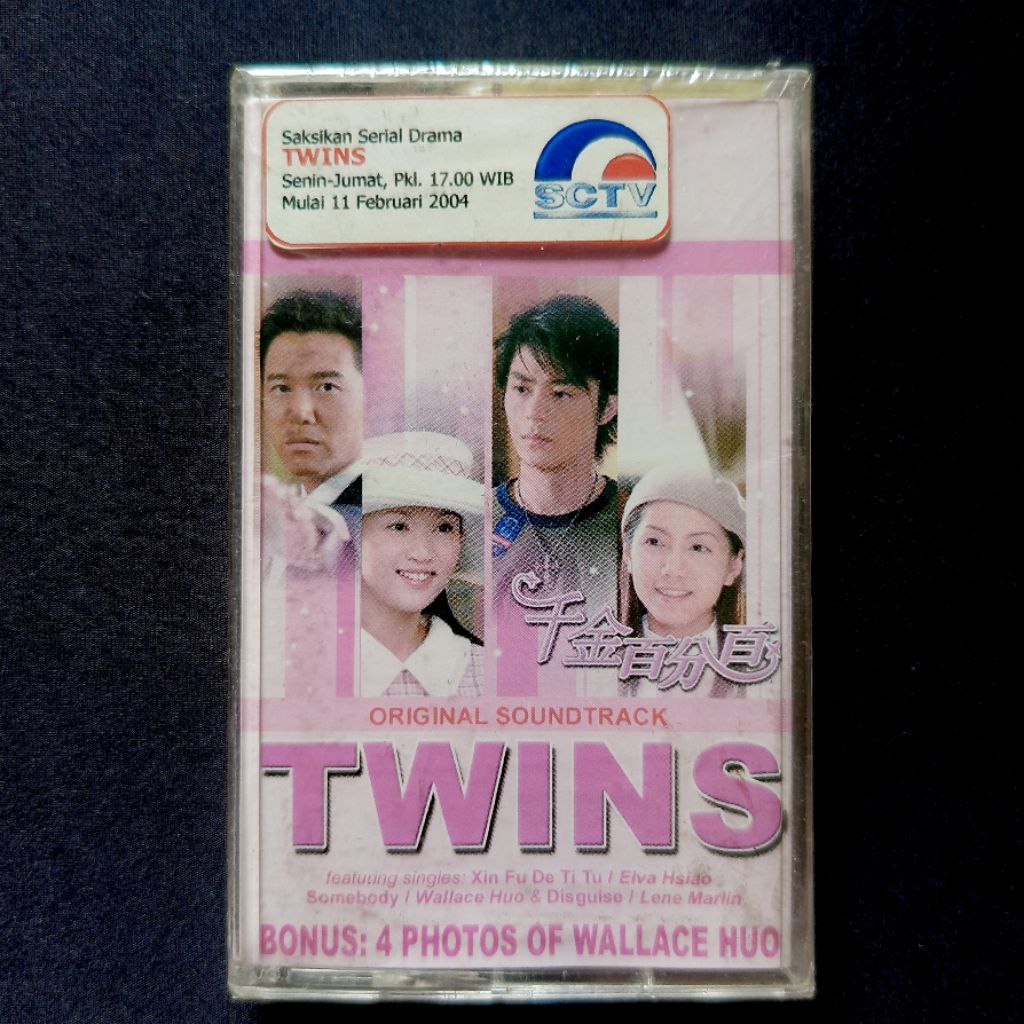 Saksikan Serial Drama
TWINS
Senin-Jumat, Pkl. 17.00 WIB
Mulai 11 Februari 2004
SCTV
千金百分百
ORIGINAL SOUNDTRACK
TWINS
featuring singles: Xin Fu De Ti Tu / Elva Hsiao
Somebody / Wallace Huo & Disguise / Lene Marlin
BONUS: 4 PHOTOS OF WALLACE HUO